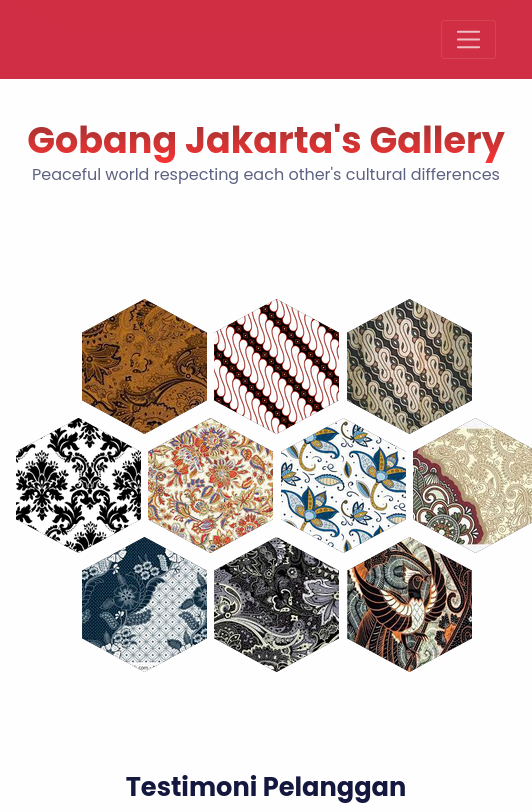 Gobang Jakarta's Gallery
Peaceful world respecting each other's cultural differences
Testimoni Pelanggan